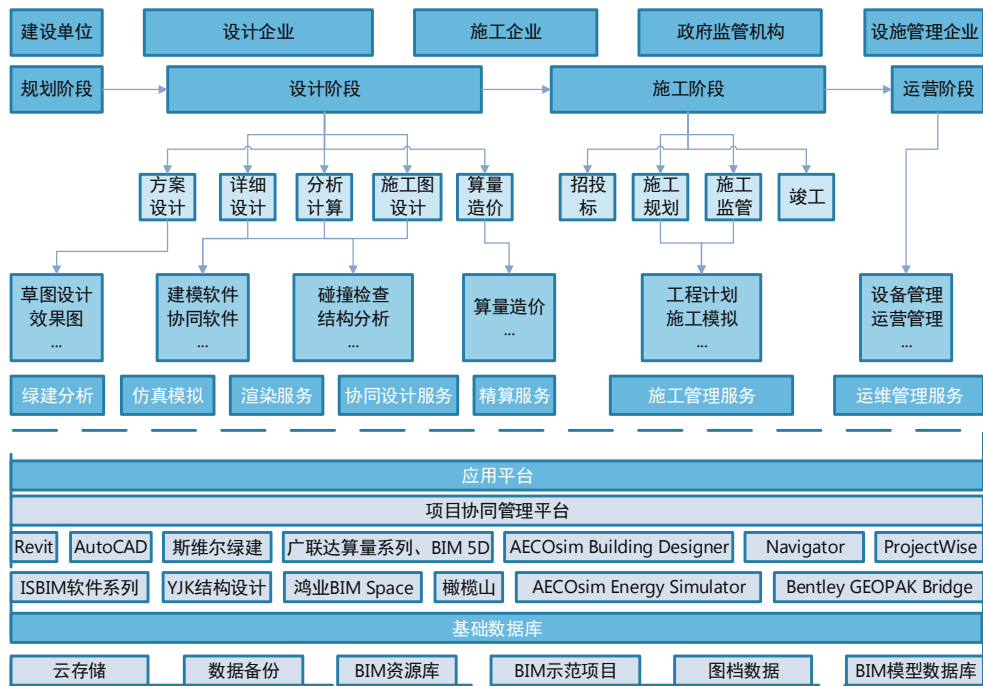 建设单位
设计企业
施工企业
政府监管机构
设施管理企业
规划阶段
设计阶段
施工阶段
运营阶段
方案
设计
详细
设计
分析
计算
施工图
设计
算量
造价
招投
标
施工
规划
施工
监管
竣工
草图设计
效果图
...
建模软件
协同软件
...
碰撞检查
结构分析
...
算量造价
...
工程计划
施工模拟
...
设备管理
运营管理
...
绿建分析
仿真模拟
渲染服务
协同设计服务
精算服务
施工管理服务
运维管理服务
应用平台
项目协同管理平台
Revit
AutoCAD
斯维尔绿建
广联达算量系列、BIM 5D
AECOsim Building Designer
Navigator
ProjectWise
ISBIM软件系列
YJK结构设计
鸿业BIM Space
橄榄山
AECOsim Energy Simulator
Bentley GEOPAK Bridge
基础数据库
云存储
数据备份
BIM资源库
BIM示范项目
图档数据
BIM模型数据库